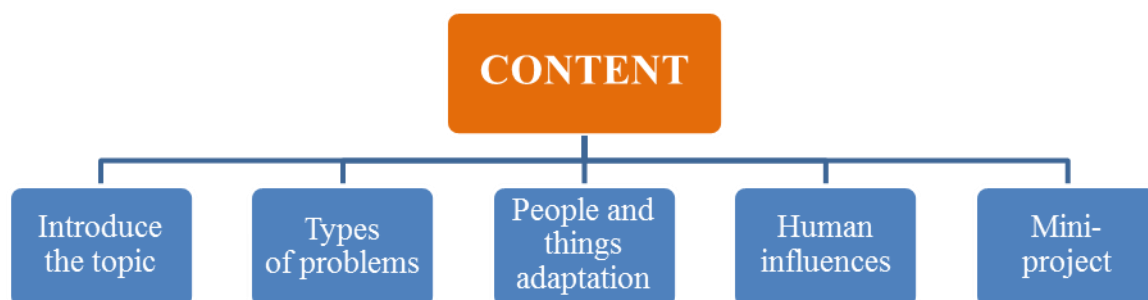 CONTENT
Introduce
the topic
Types
of problems
People and
things
adaptation
Human
influences
Mini-
project